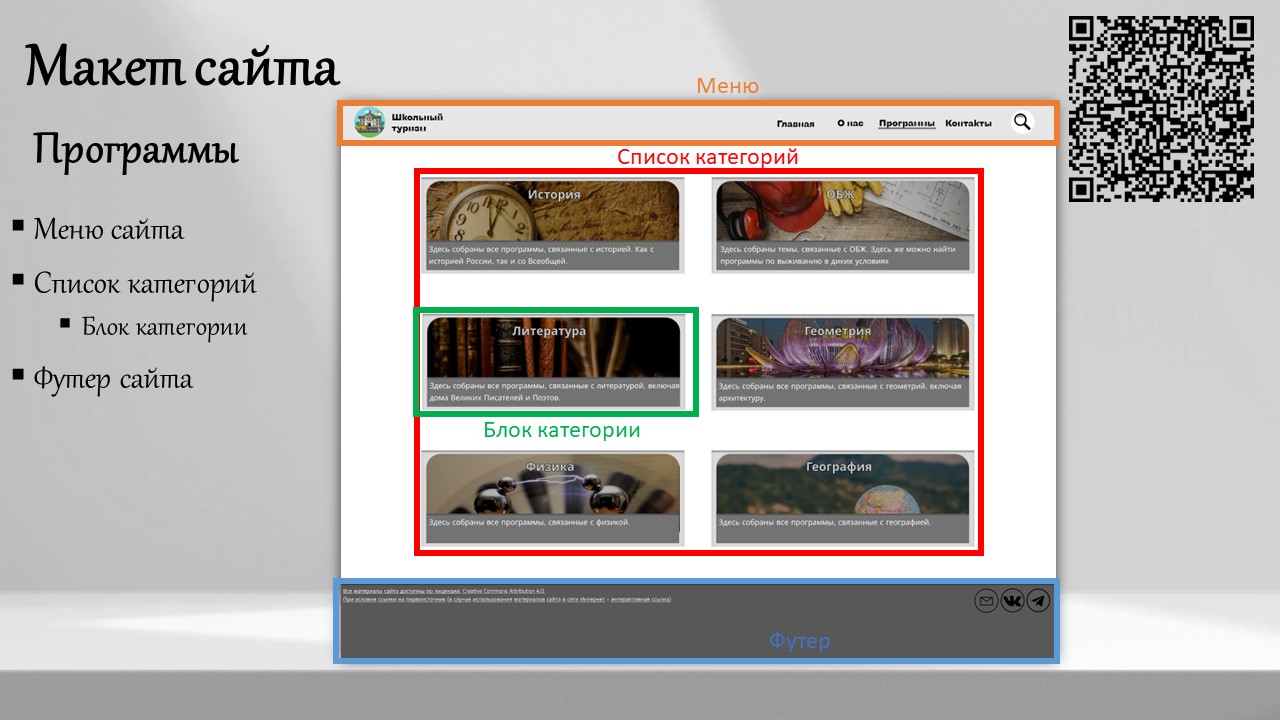 Макет сайта
Программы
▪ Меню сайта
▪ Список категорий
▪ Блок категории
▪ Футер сайта
Меню
Школьный
туризм
Главная О нас Программы Контакты
Список категорий
История
Здесь собраны все программы, связанные с историей. Как с
историей России, так и со Всеобщей.
ОБЖ
Здесь собраны темы, связанные с ОБЖ. Здесь же можно найти
программы по выживанию в диких условиях
Литература
Здесь собраны все программы, связанные с литературой, включая
дома Великих Писателей и Поэтов.
Геометрия
Здесь собраны все программы, связанные с геометрий, включая
архитектуру.
Блок категории
Физика
Здесь собраны все программы, связанные с физикой.
География
Здесь собраны все программы, связанные с географией.
Все материалы сайта доступны по лицензии: Creative Commons Attribution 4.0
При условии ссылки на первоисточник (в случае использования материалов сайта в сети Интернет – интерактивная ссылка)
Футер